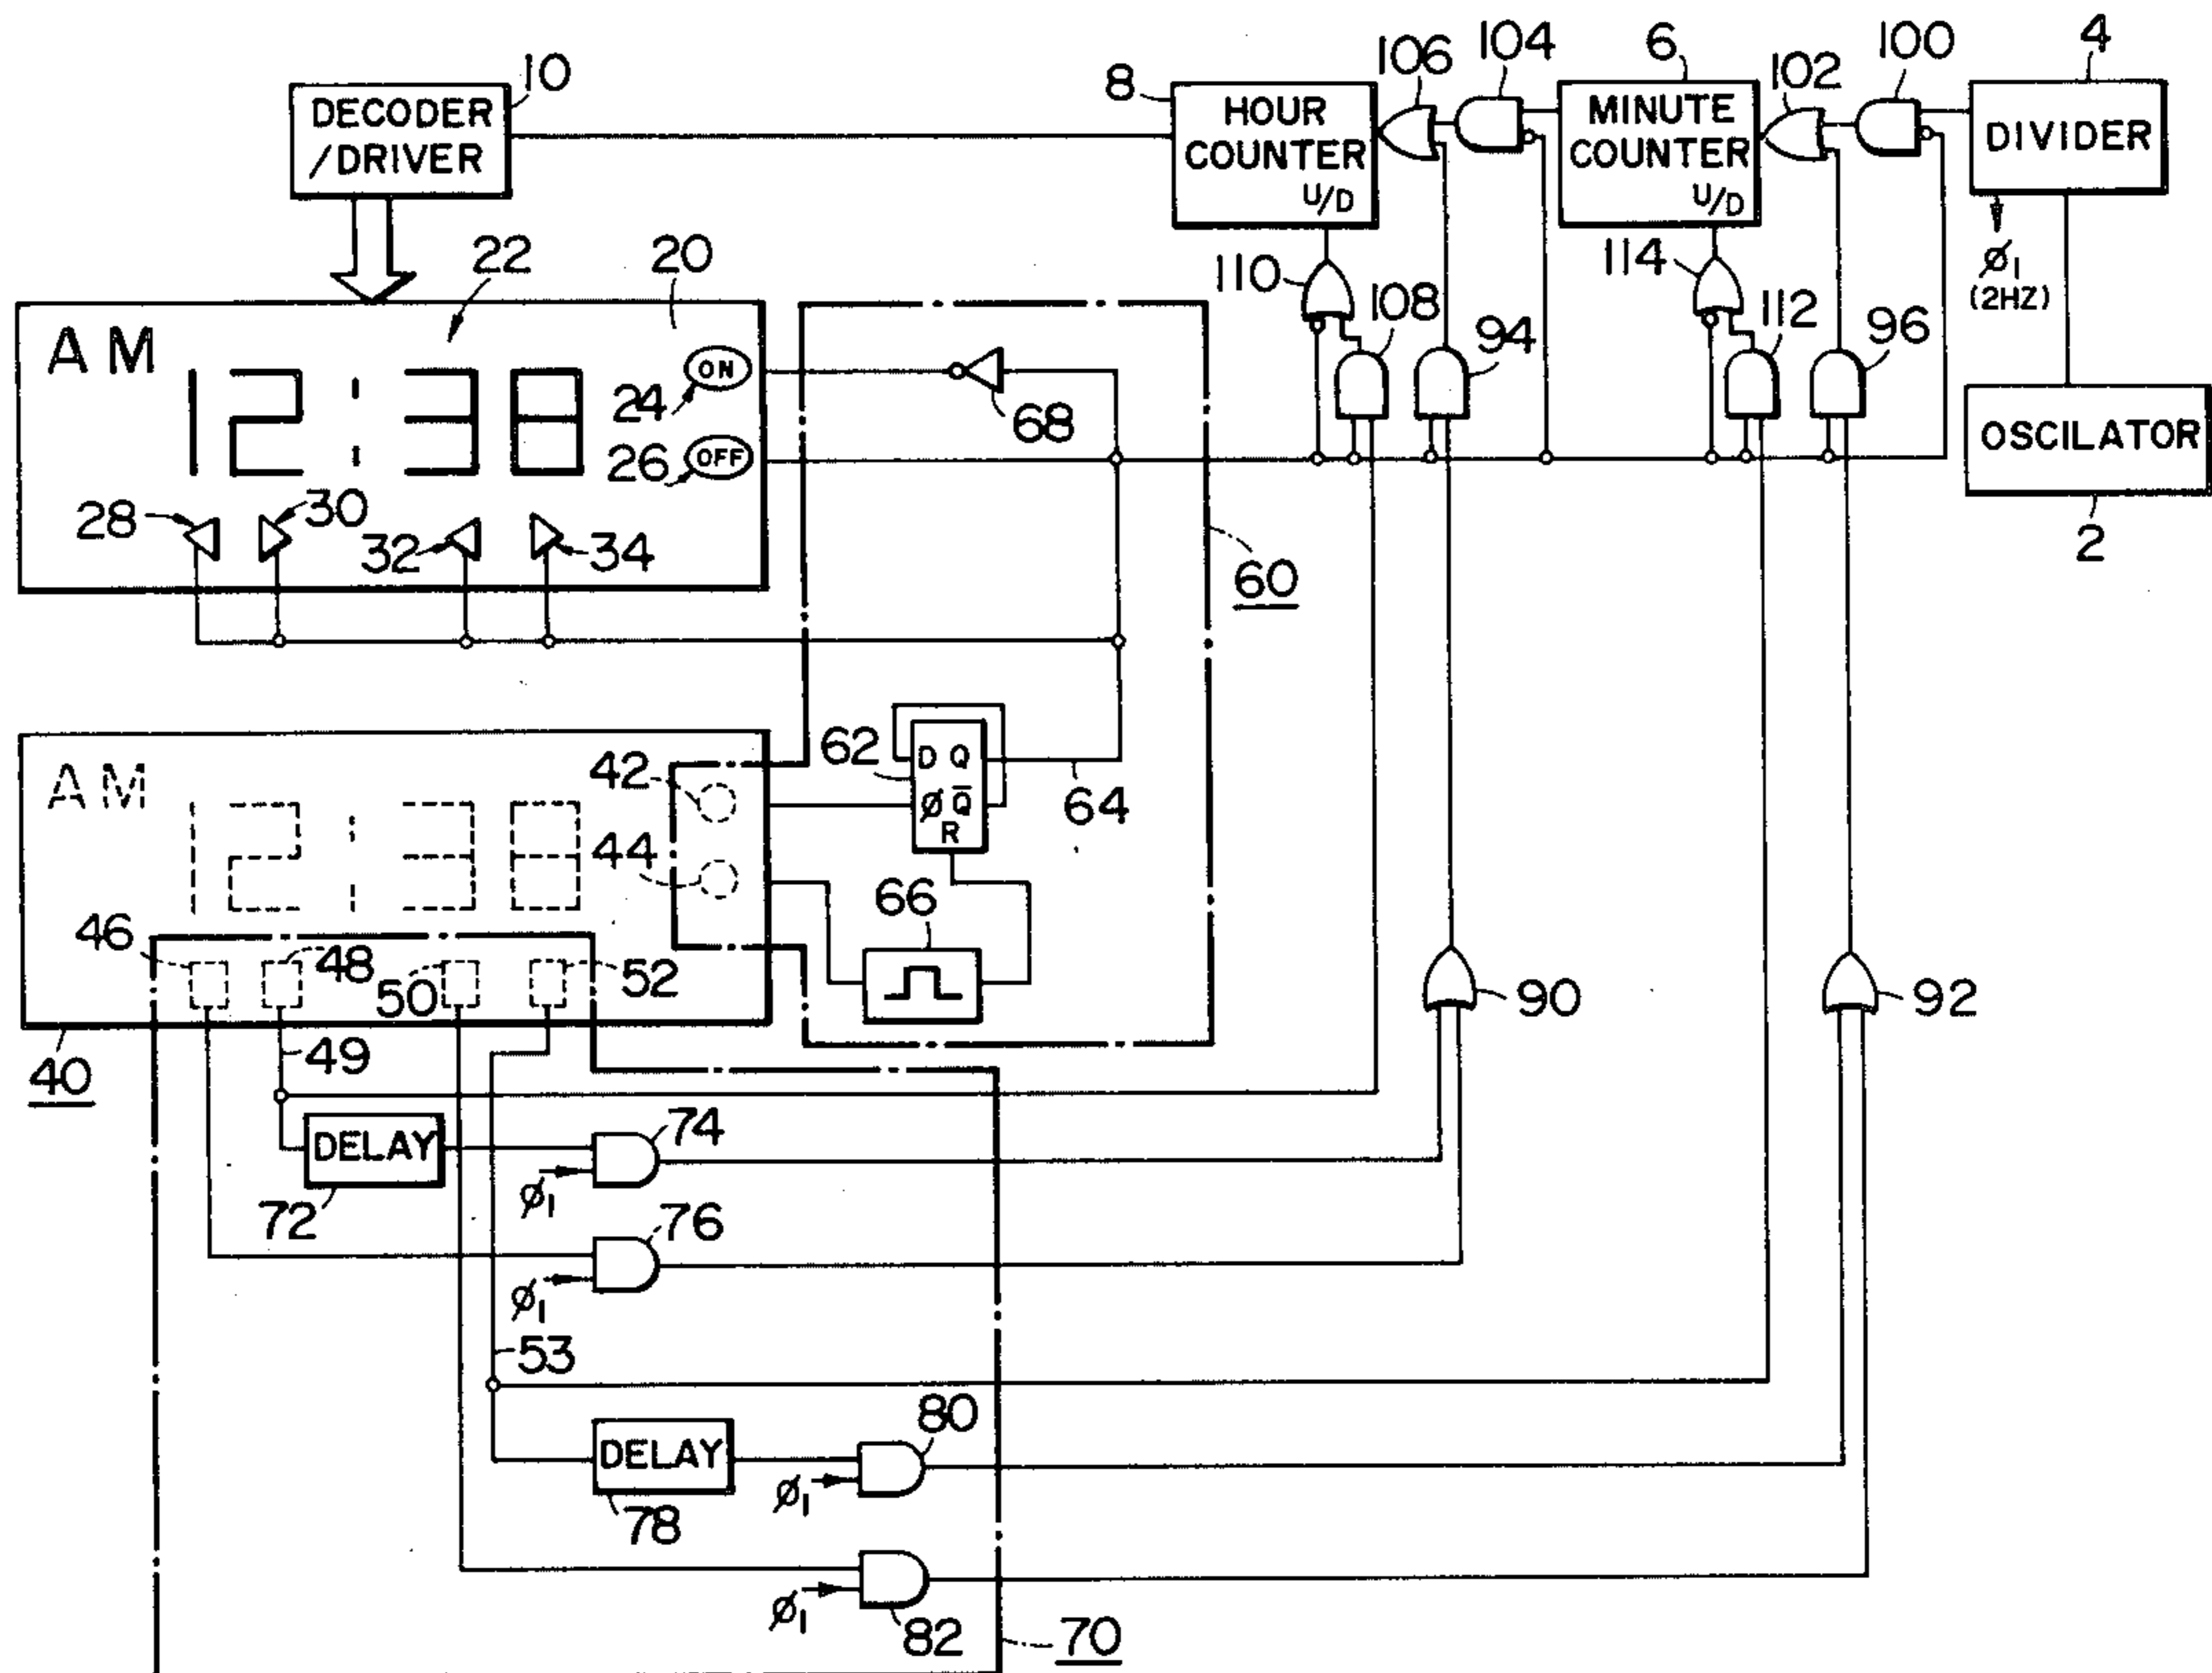 10
DECODER
/DRIVER
8
HOUR
COUNTER
U/D
106
104
6
MINUTE
COUNTER
U/D
102
100
4
DIVIDER
ø1
(2HZ)
OSCILATOR
2
22
20
AM
12:38
ON
24
OFF
26
28
30
32
34
68
60
110
108
94
114
112
96
AM
12:38
42
44
46
48
50
52
40
49
62
D Q
ø Q̅
R
64
66
90
92
DELAY
72
74
ø1
76
ø1
53
DELAY
78
80
ø1
82
ø1
70